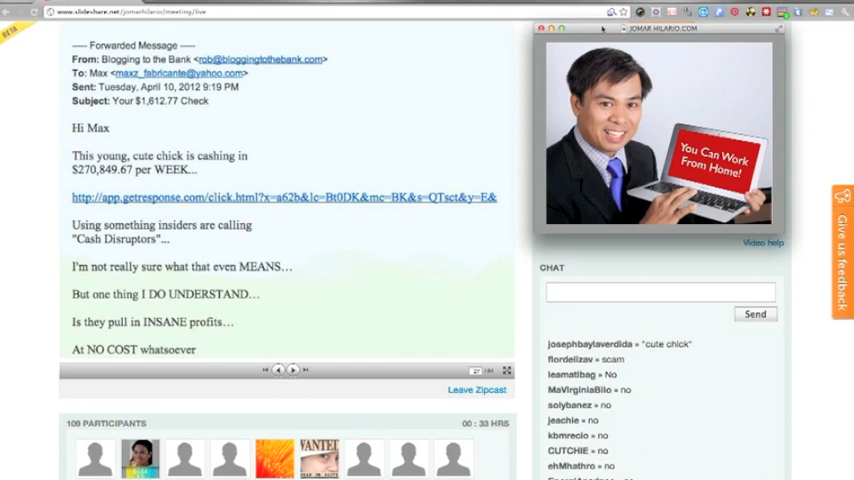 BETA
www.slideshare.net/jomarhilario/meeting/live
---- Forwarded Message ----
From: Blogging to the Bank <rob@bloggingtothebank.com>
To: Max <maxz_fabricante@yahoo.com>
Sent: Tuesday, April 10, 2012 9:19 PM
Subject: Your $1,612.77 Check
Hi Max
This young, cute chick is cashing in
$270,849.67 per WEEK...
http://app.getresponse.com/click.html?x=a62b&lc=Bt0DK&mc=BK&s=QTsct&y=E&
Using something insiders are calling
"Cash Disruptors"...
I'm not really sure what that even MEANS...
But one thing I DO UNDERSTAND...
Is they pull in INSANE profits...
At NO COST whatsoever
27 / 84
Leave Zipcast
109 PARTICIPANTS
00 : 33 HRS
WANTED
JOMAR HILARIO.COM
You Can Work
From Home!
Video help
CHAT
Send
josephbaylaverdida » "cute chick"
flordelizav » scam
leamatibag » No
MaVirginiaBilo » no
solybanez » no
jeachie » no
kbmrecio » no
CUTCHIE » no
ehMhathro » no
Give us feedback